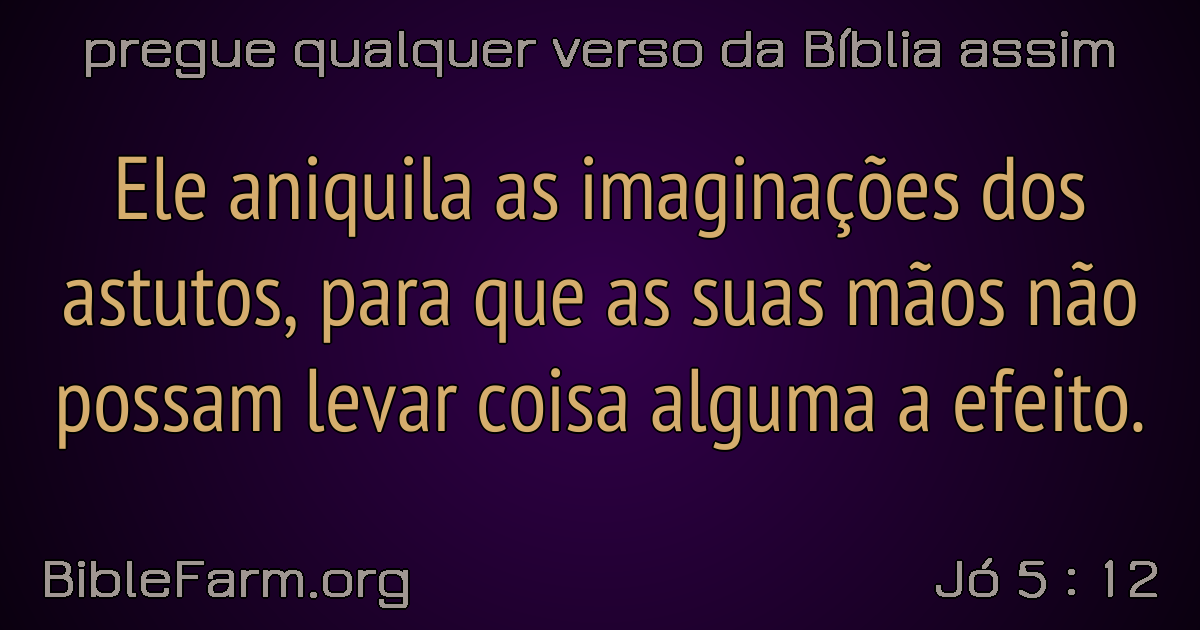 pregue qualquer verso da Bíblia assim
Ele aniquila as imaginações dos
astutos, para que as suas mãos não
possam levar coisa alguma a efeito.
BibleFarm.org
Jó 5 : 12